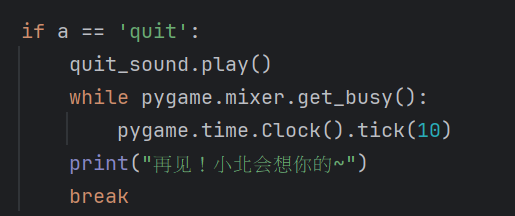 if a == 'quit':
    quit_sound.play()
    while pygame.mixer.get_busy():
        pygame.time.Clock().tick(10)
    print("再见！小北会想你的~")
    break